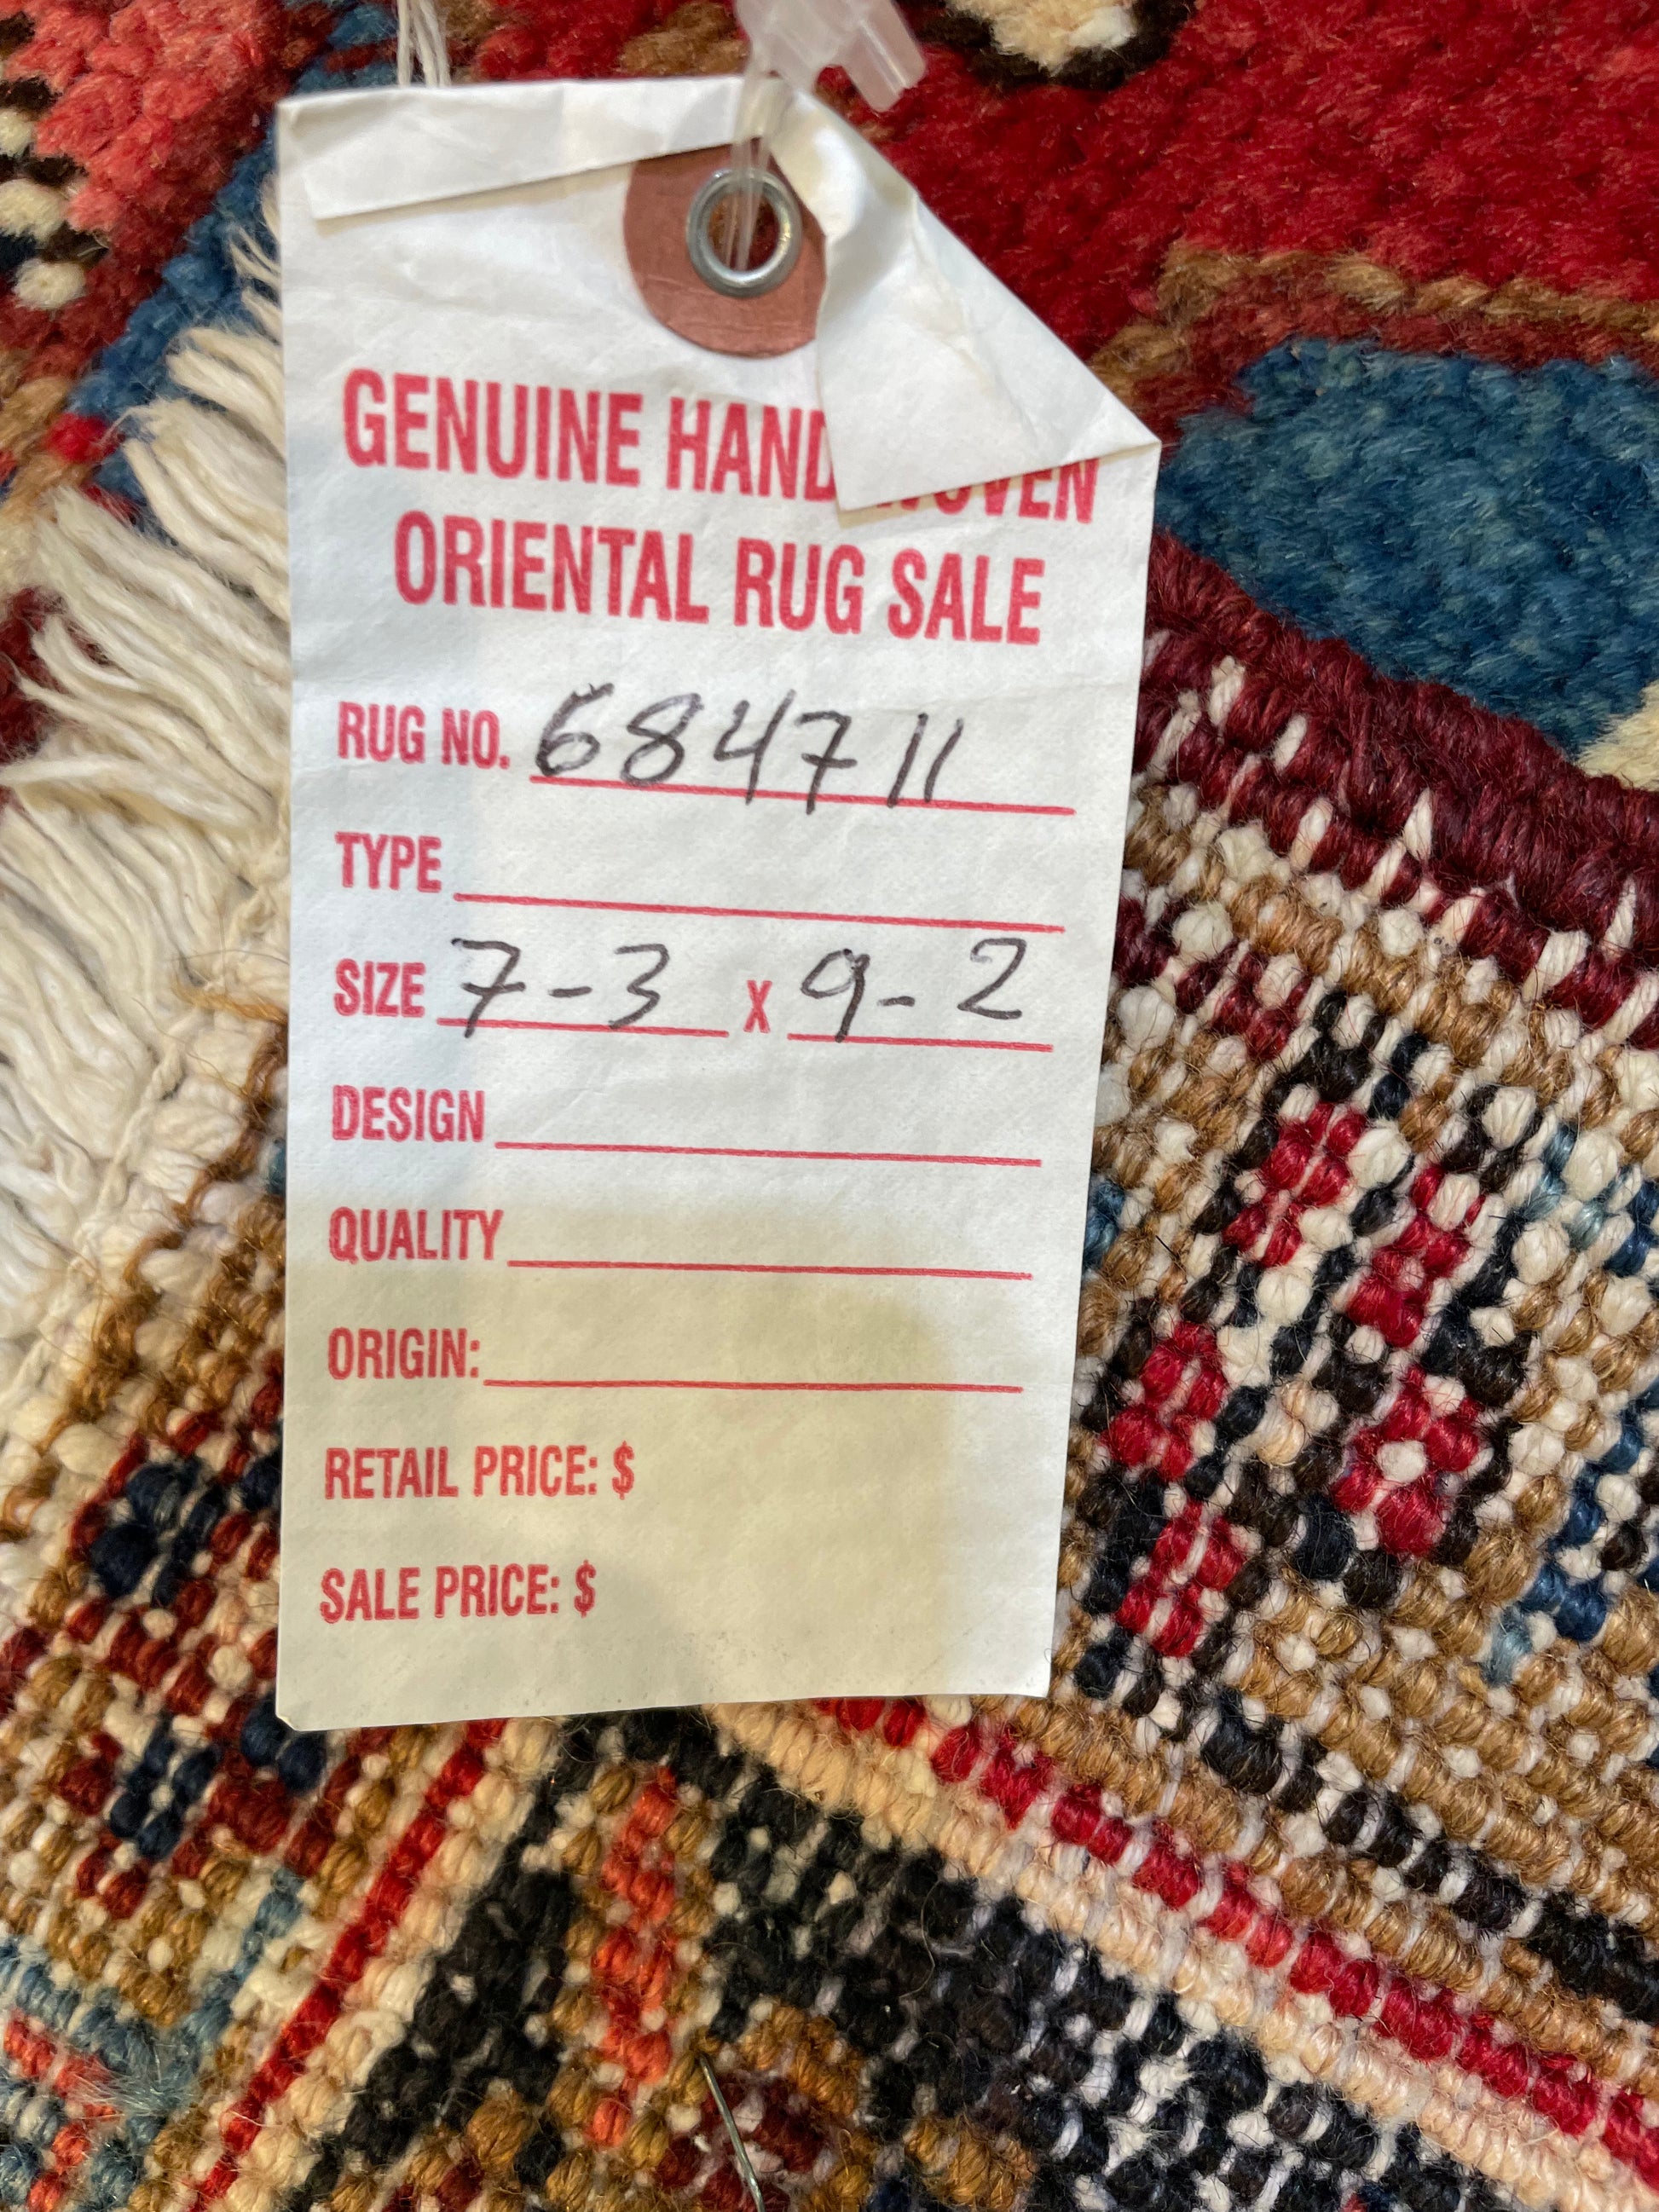 GENUINE HAND WOVEN
ORIENTAL RUG SALE
RUG NO. 684711
TYPE
SIZE 7-3 X 9-2
DESIGN
QUALITY
ORIGIN:
RETAIL PRICE: $
SALE PRICE: $